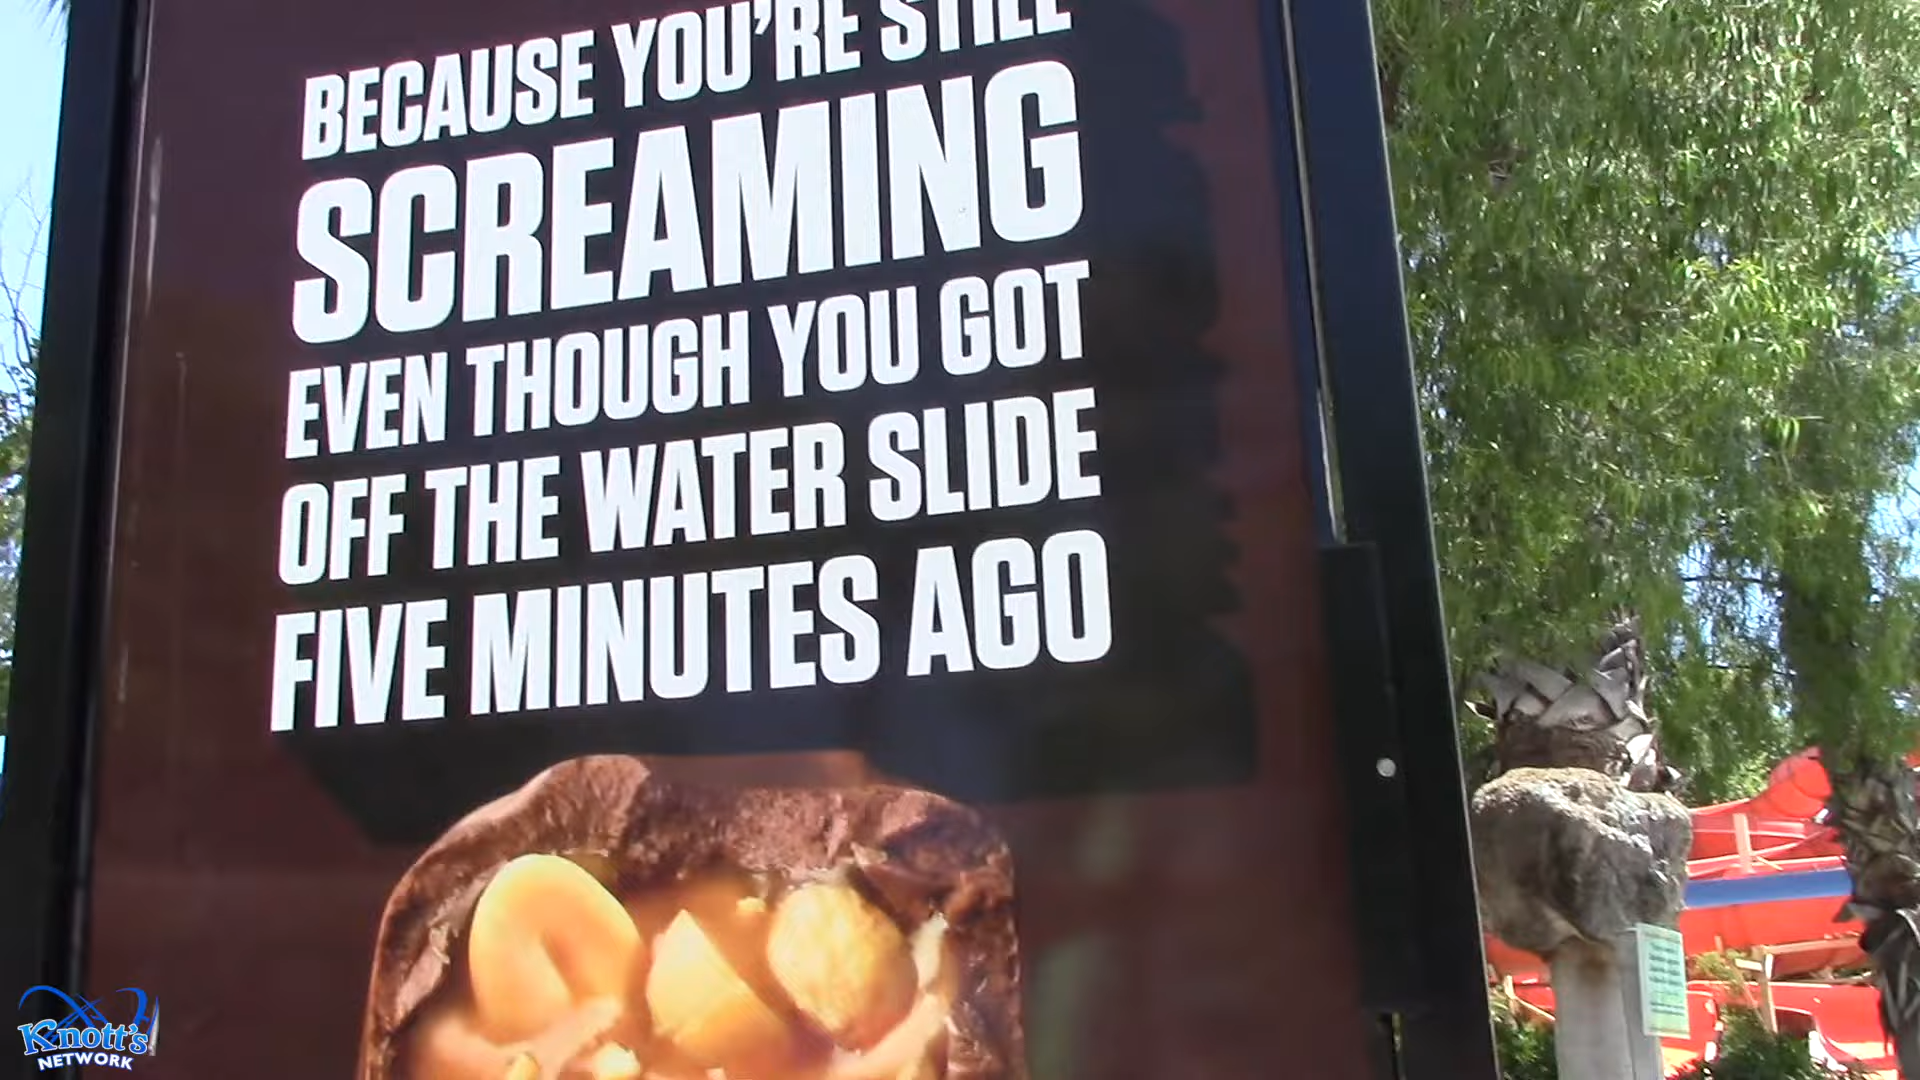 BECAUSE YOU'RE STILL
SCREAMING
EVEN THOUGH YOU GOT
OFF THE WATER SLIDE
FIVE MINUTES AGO
Knott's
NETWORK